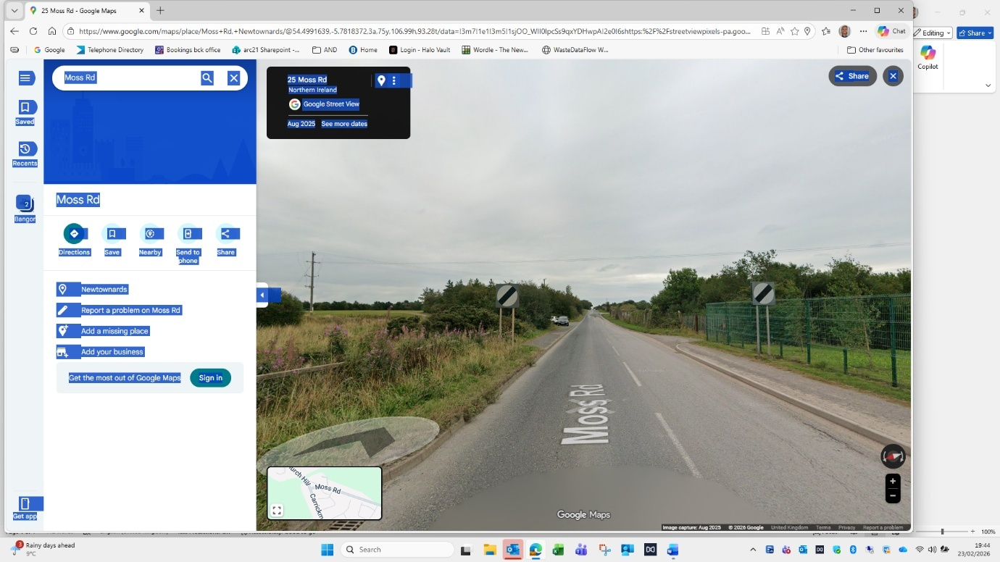 25 Moss Rd - Google Maps
https://www.google.com/maps/place/Moss+Rd,+Newtownards/@54.4991639,-5.7818372,3a,75y,106.99h,93.28t/data=!3m7!1e1!3m5!1sjOO_WlI0IpcSs9qxYDHwpA!2e0!6shttps:%2F%2Fstreetviewpixels-pa.goo...
Chat
Editing
Share
Google
Telephone Directory
Bookings bck office
arc21 Sharepoint -...
AND
Home
Login - Halo Vault
Wordle - The New...
WasteDataFlow W...
Other favourites
Copilot
Moss Rd
25 Moss Rd
Northern Ireland
Google Street View
Aug 2025 See more dates
Share
Saved
Recents
2
Bangor
Moss Rd
Directions
Save
Nearby
Send to phone
Share
Newtownards
Report a problem on Moss Rd
Add a missing place
Add your business
Get the most out of Google Maps
Sign in
Get app
Moss Rd
Moss Rd
Carrickm
Google Maps
Image capture: Aug 2025 © 2026 Google United Kingdom Terms Privacy Report a problem
100%
3
Rainy days ahead
9°C
Search
19:44
23/02/2026